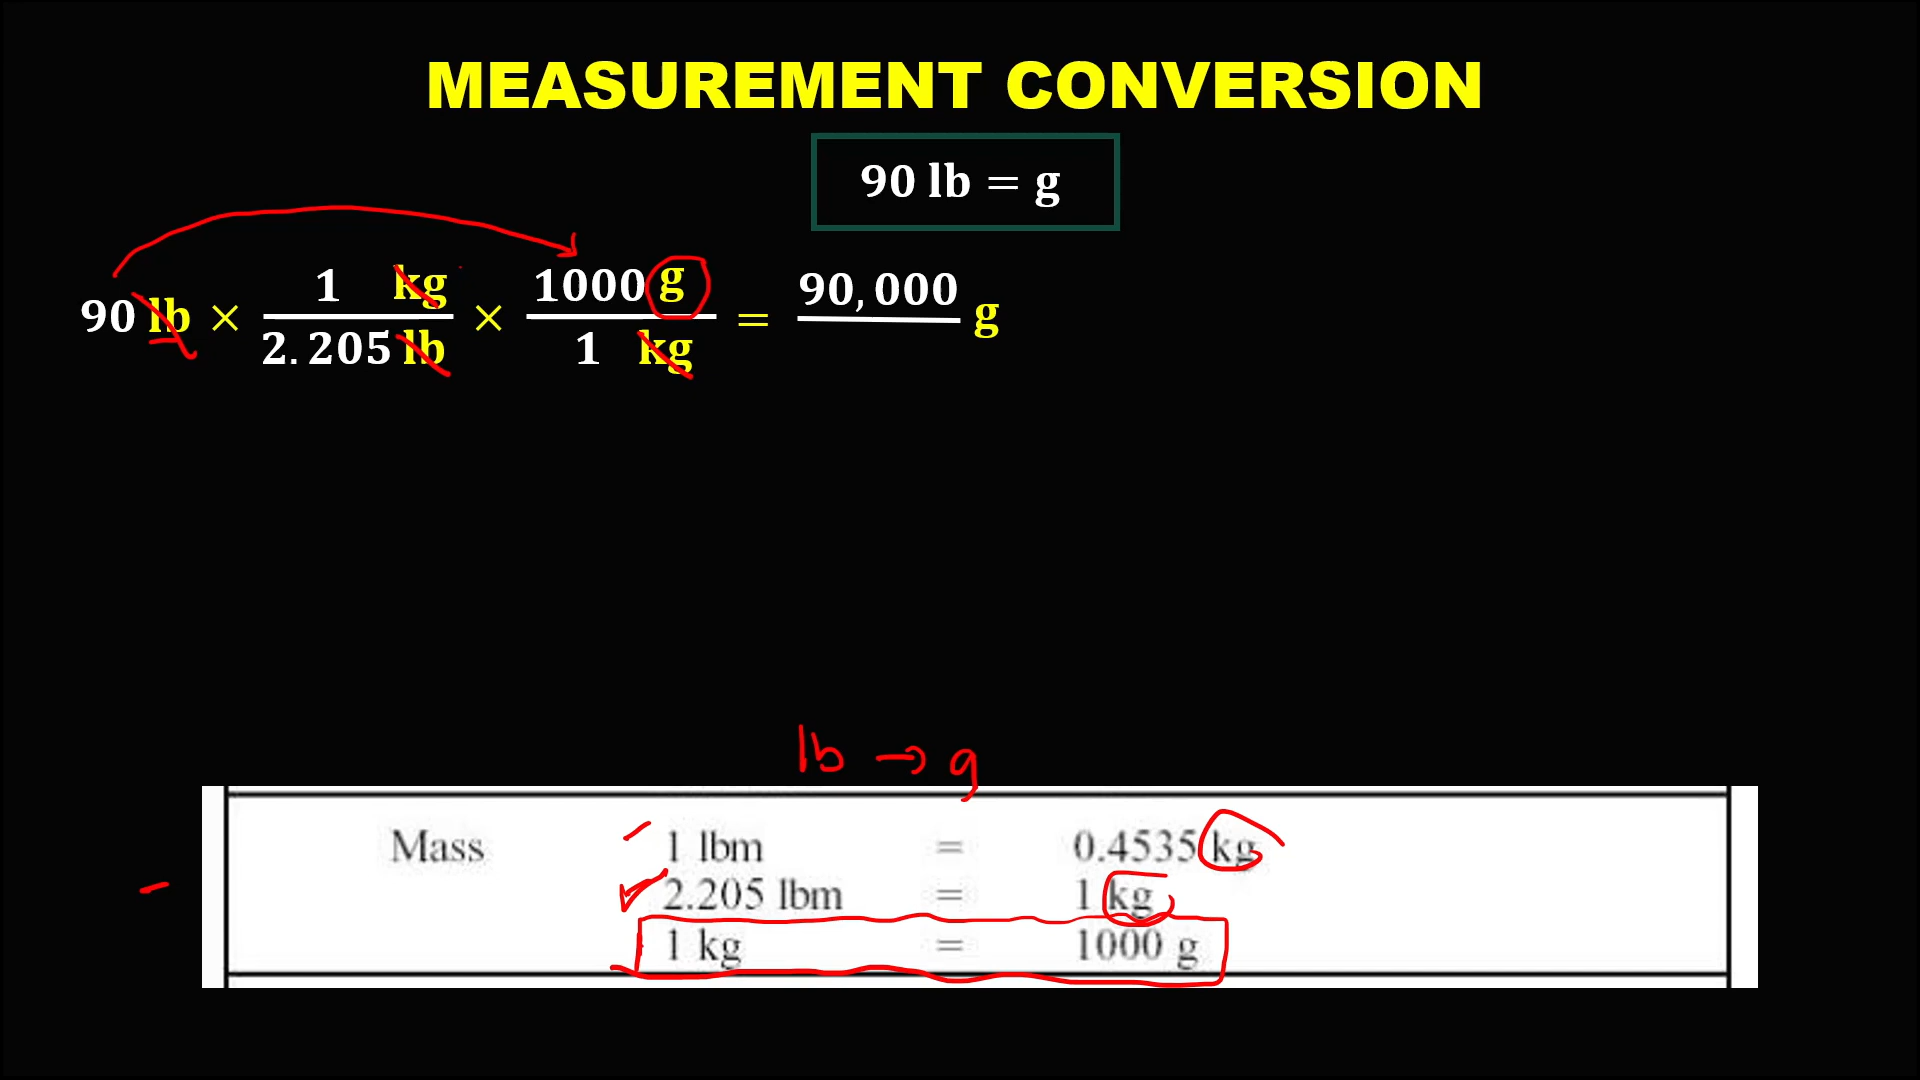 MEASUREMENT CONVERSION
90 lb = g
90 lb × 1 kg / 2.205 lb × 1000 g / 1 kg = 90,000 g
lb → g
Mass 1 lbm = 0.4535 kg
2.205 lbm = 1 kg
1 kg = 1000 g